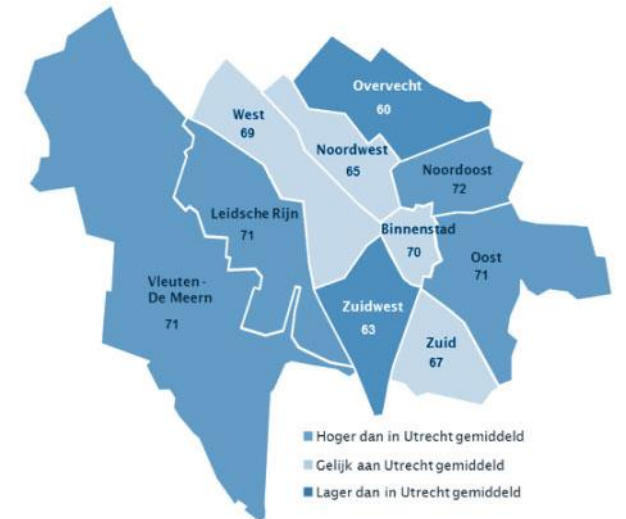 Overvecht
60
West
69
Noordwest
65
Noordoost
72
Leidsche Rijn
71
Binnenstad
70
Oost
71
Vleuten-
De Meern
71
Zuidwest
63
Zuid
67
Hoger dan in Utrecht gemiddeld
Gelijk aan Utrecht gemiddeld
Lager dan in Utrecht gemiddeld